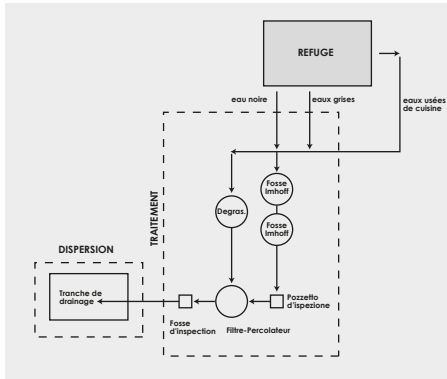 REFUGE
eau noire
eaux grises
eaux usées
de cuisine
TRAITEMENT
Fosse
Imhoff
Degras.
Fosse
Imhoff
DISPERSION
Tranche de
drainage
Pozzetto
d'ispezione
Fosse
d'inspection
Filtre-Percolateur